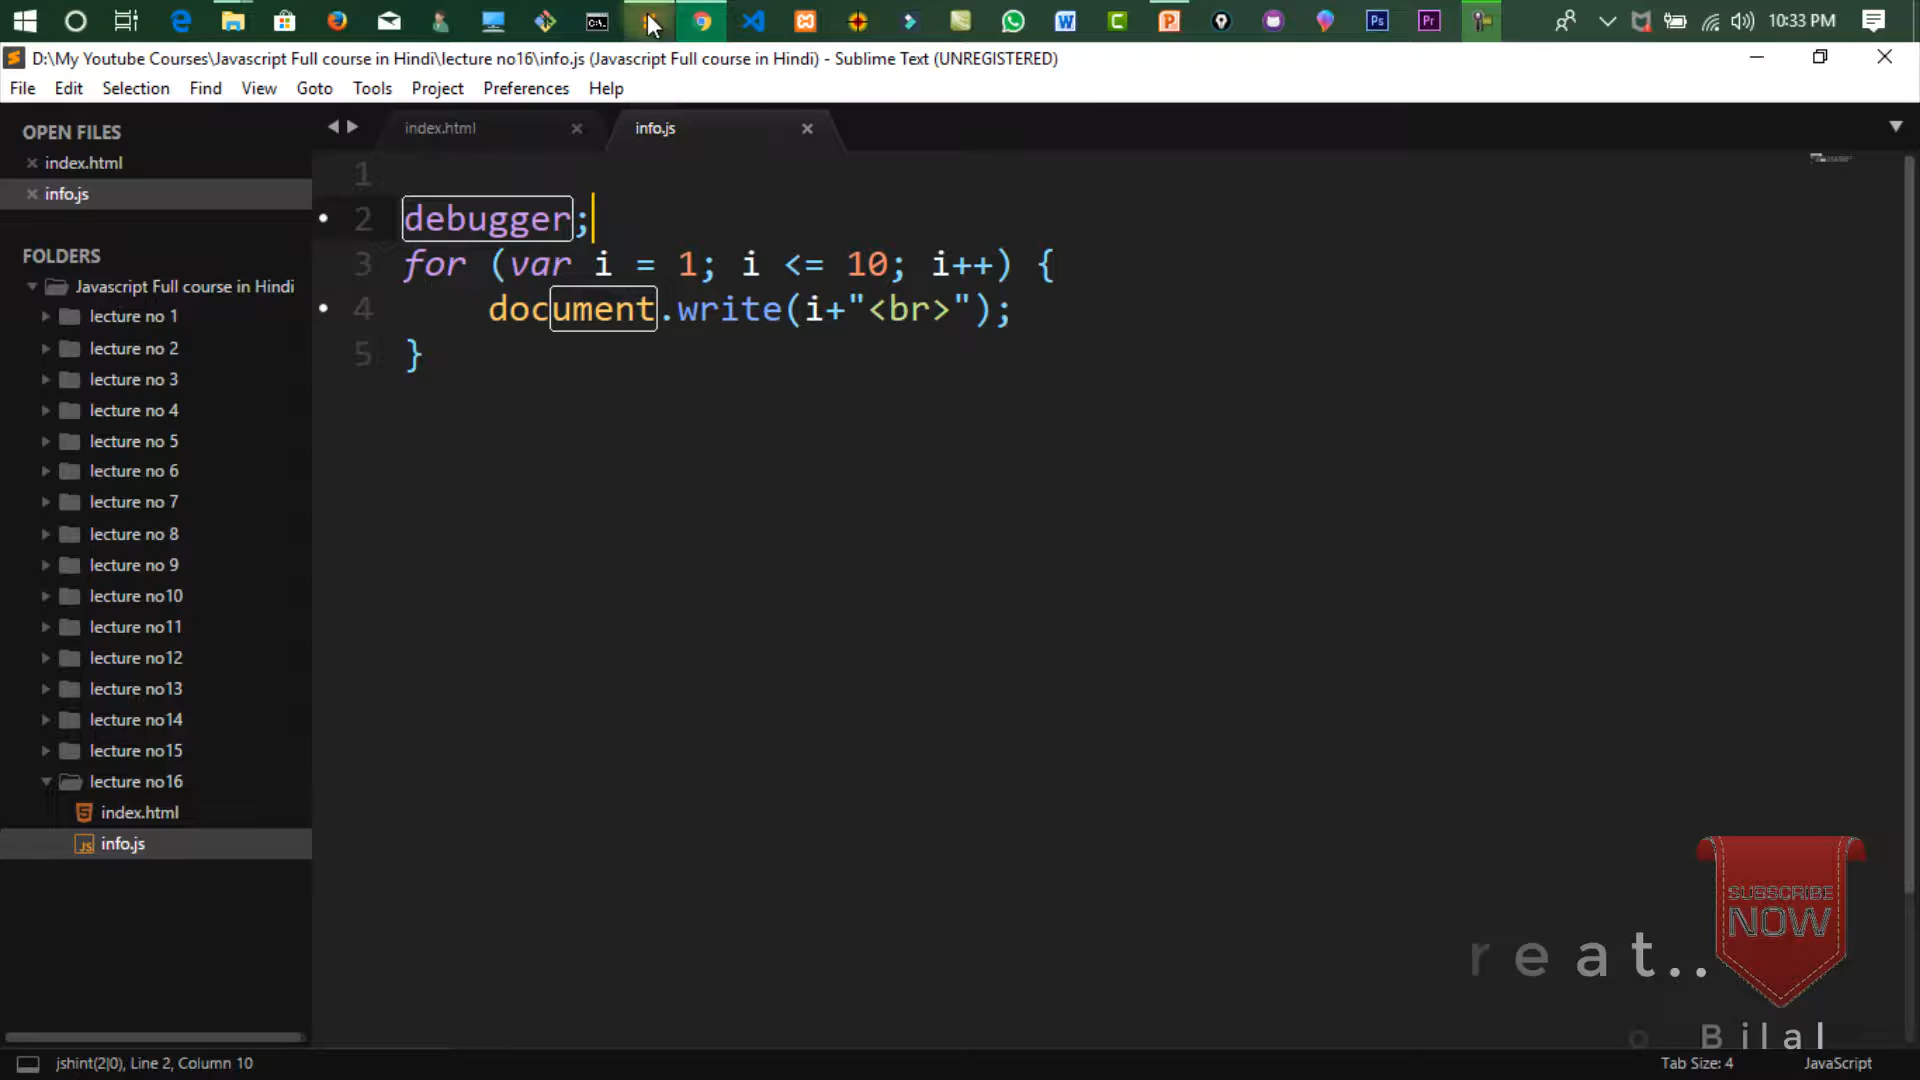 10:33 PM
D:\My Youtube Courses\Javascript Full course in Hindi\lecture no16\info.js (Javascript Full course in Hindi) - Sublime Text (UNREGISTERED)
File Edit Selection Find View Goto Tools Project Preferences Help
OPEN FILES
index.html
info.js
FOLDERS
Javascript Full course in Hindi
lecture no 1
lecture no 2
lecture no 3
lecture no 4
lecture no 5
lecture no 6
lecture no 7
lecture no 8
lecture no 9
lecture no10
lecture no11
lecture no12
lecture no13
lecture no14
lecture no15
lecture no16
index.html
info.js
index.html info.js
1
2 debugger;
3 for (var i = 1; i <= 10; i++) {
4 document.write(i+"<br>");
5 }
SUBSCRIBE
NOW
r e a t . .
o B i l a l
jshint(2|0), Line 2, Column 10
Tab Size: 4 JavaScript